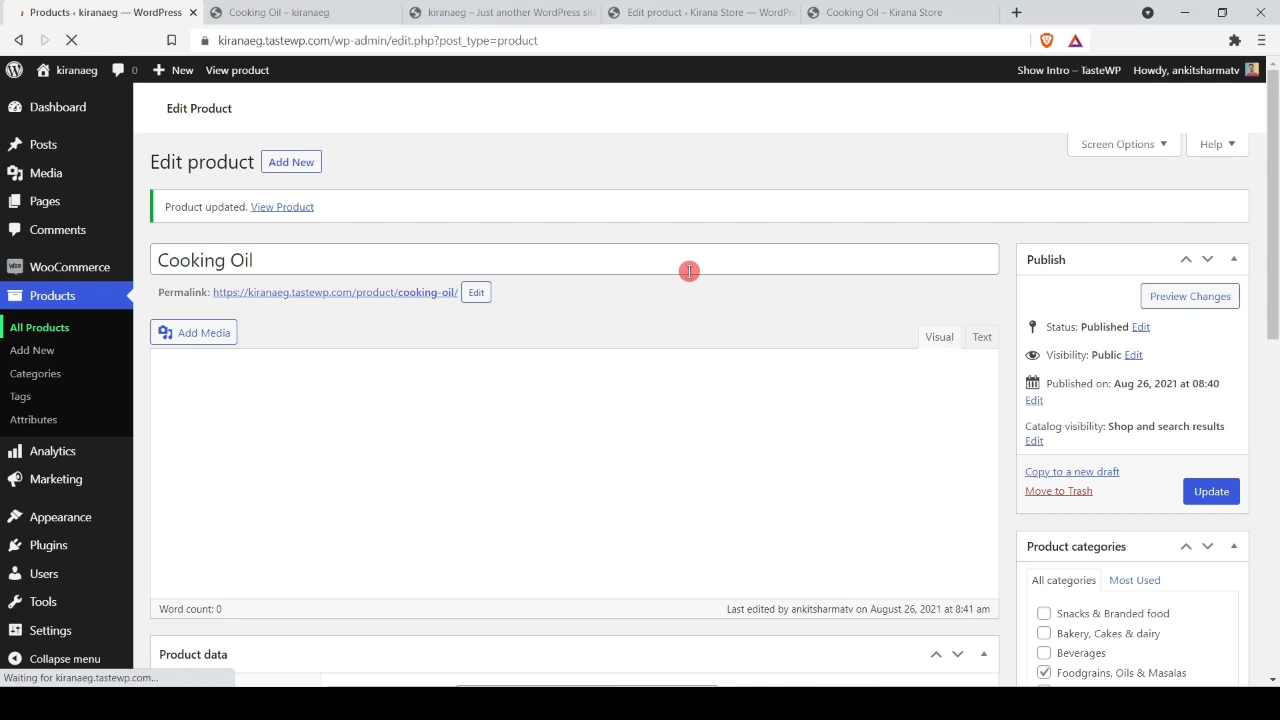 Products ‹ kiranaeg — WordPress
Cooking Oil – kiranaeg
kiranaeg – Just another WordPress site
Edit product ‹ Kirana Store — WordPr
Cooking Oil – Kirana Store
kiranaeg.tastewp.com/wp-admin/edit.php?post_type=product
kiranaeg
0
New
View product
Show Intro – TasteWP
Howdy, ankitsharmatv
Dashboard
Posts
Media
Pages
Comments
WooCommerce
Products
All Products
Add New
Categories
Tags
Attributes
Analytics
Marketing
Appearance
Plugins
Users
Tools
Settings
Collapse menu
Waiting for kiranaeg.tastewp.com...
Edit Product
Screen Options
Help
Edit product
Add New
Product updated. View Product
Cooking Oil
Permalink: https://kiranaeg.tastewp.com/product/cooking-oil/ Edit
Add Media
Visual
Text
Word count: 0
Last edited by ankitsharmatv on August 26, 2021 at 8:41 am
Product data
Publish
Preview Changes
Status: Published Edit
Visibility: Public Edit
Published on: Aug 26, 2021 at 08:40
Edit
Catalog visibility: Shop and search results
Edit
Copy to a new draft
Move to Trash
Update
Product categories
All categories
Most Used
Snacks & Branded food
Bakery, Cakes & dairy
Beverages
Foodgrains, Oils & Masalas